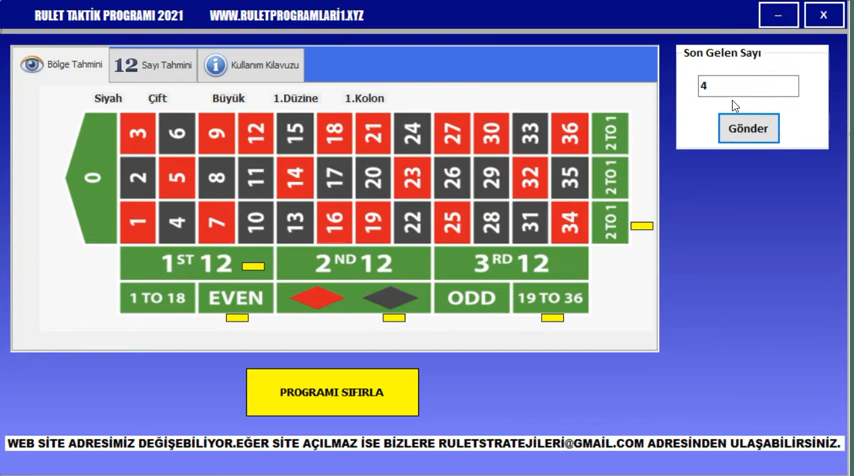 RULET TAKTİK PROGRAMI 2021 WWW.RULETPROGRAMLARİ1.XYZ – X
Bölge Tahmini 12 Sayı Tahmini Kullanım Kılavuzu
Son Gelen Sayı
4
Gönder
Siyah Çift Büyük 1.Düzine 1.Kolon
3 6 9 12 15 18 21 24 27 30 33 36 2 TO 1
0 2 5 8 11 14 17 20 23 26 29 32 35 2 TO 1
1 4 7 10 13 16 19 22 25 28 31 34 2 TO 1
1ST 12 2ND 12 3RD 12
1 TO 18 EVEN ODD 19 TO 36
PROGRAMI SIFIRLA
WEB SİTE ADRESİMİZ DEĞİŞEBİLİYOR.EĞER SİTE AÇILMAZ İSE BİZLERE RULETSTRATEJİLERİ@GMAIL.COM ADRESİNDEN ULAŞABİLİRSİNİZ.